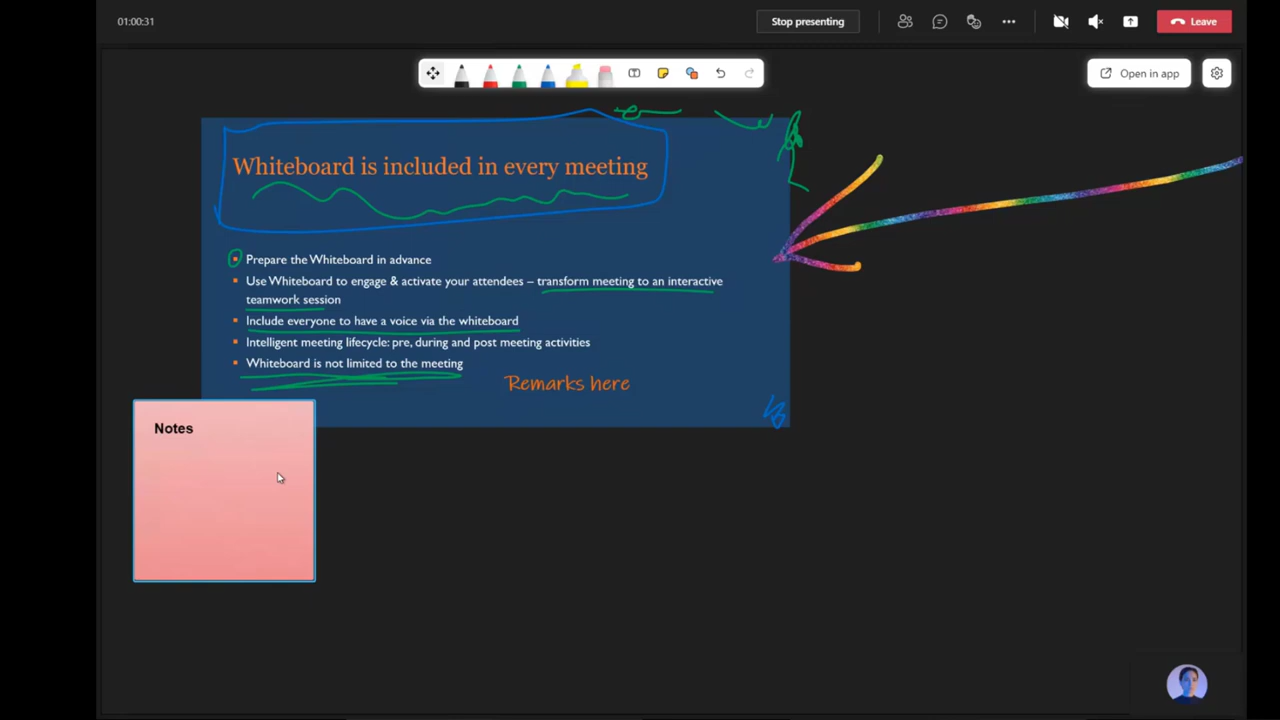 01:00:31
Stop presenting
Leave
Open in app
Whiteboard is included in every meeting
Prepare the Whiteboard in advance
Use Whiteboard to engage & activate your attendees – transform meeting to an interactive
teamwork session
Include everyone to have a voice via the whiteboard
Intelligent meeting lifecycle: pre, during and post meeting activities
Whiteboard is not limited to the meeting
Remarks here
Notes